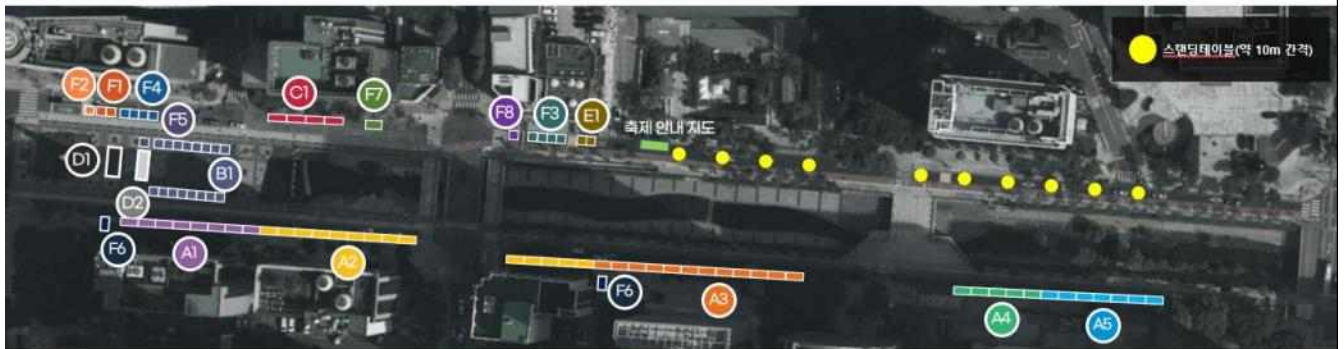 스탠딩테이블(약 10m 간격)
F2 F1 F4 C1 F7
F5 F8 F3 E1 축제 안내 지도
D1 B1
D2
F6 A1 A2 F6 A3 A4 A5